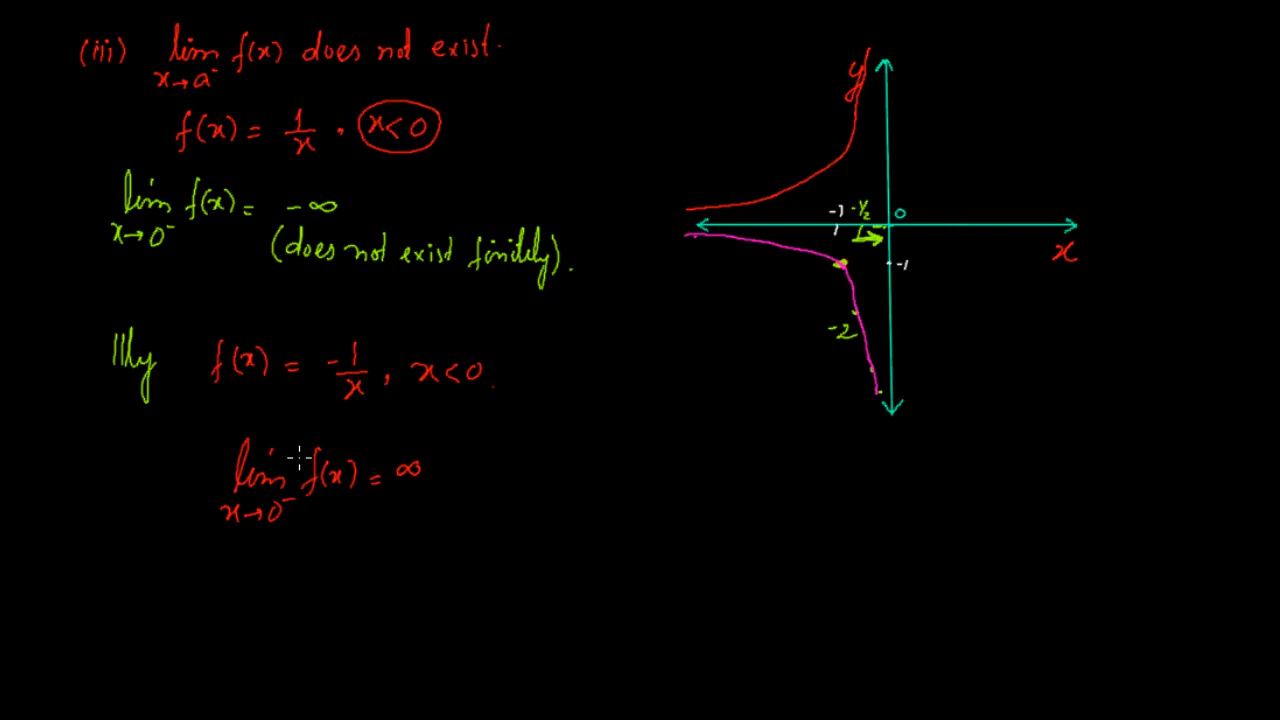 (iii) lim f(x) does not exist.
x→a⁻
f(x) = 1/x , x<0
lim f(x) = -∞
x→0⁻
(does not exist finitely).
IIIly f(x) = -1/x , x<0.
lim f(x) = ∞
x→0⁻
y
-1 -1/2 0
x
-1
-2